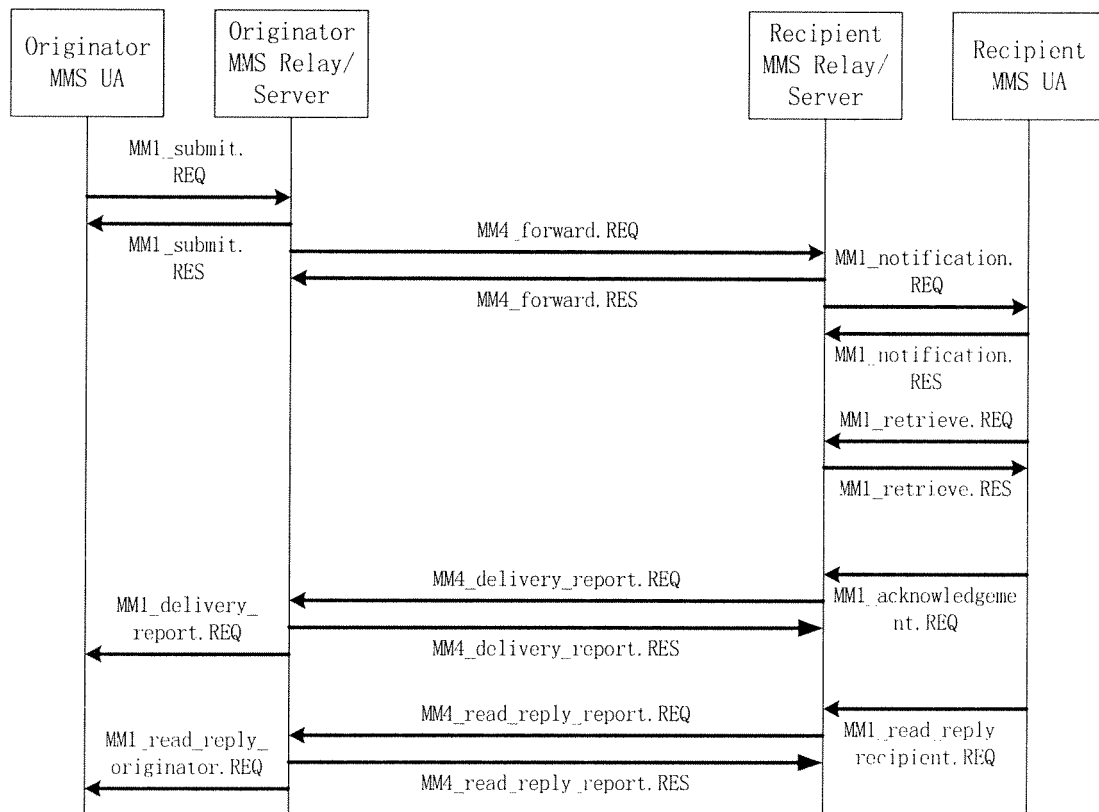 Originator
MMS UA
Originator
MMS Relay/
Server
Recipient
MMS Relay/
Server
Recipient
MMS UA
MM1_submit.
REQ
MM1_submit.
RES
MM4_forward.REQ
MM4_forward.RES
MM1_notification.
REQ
MM1_notification.
RES
MM1_retrieve.REQ
MM1_retrieve.RES
MM1_acknowledgeme
nt.REQ
MM4_delivery_report.REQ
MM1_delivery_
report.REQ
MM4_delivery_report.RES
MM1_read_reply_
recipient.REQ
MM4_read_reply_report.REQ
MM1_read_reply_
originator.REQ
MM4_read_reply_report.RES